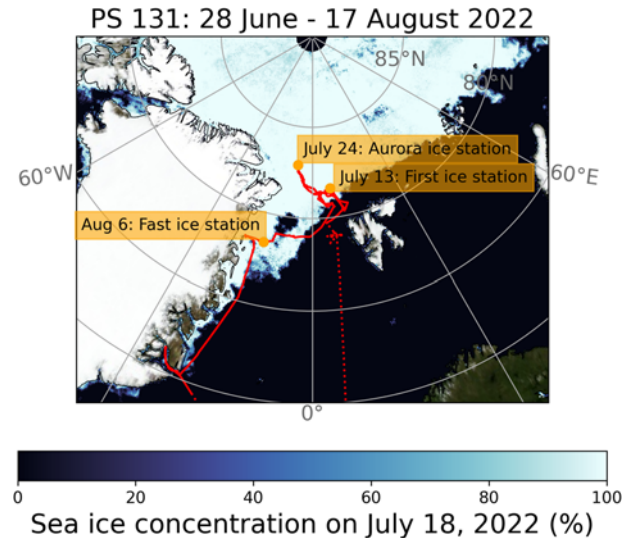 PS 131: 28 June - 17 August 2022
85°N
80°N
July 24: Aurora ice station
60°W
July 13: First ice station
60°E
Aug 6: Fast ice station
0°
0 20 40 60 80 100
Sea ice concentration on July 18, 2022 (%)